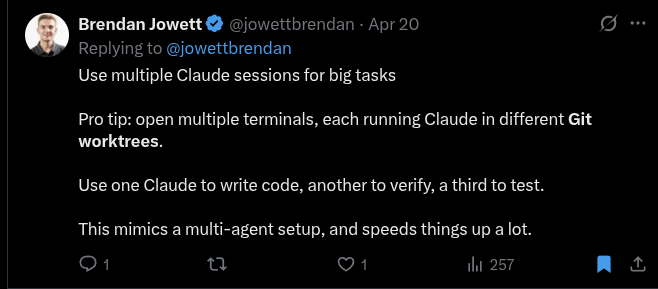 Brendan Jowett @jowettbrendan · Apr 20
Replying to @jowettbrendan
Use multiple Claude sessions for big tasks
Pro tip: open multiple terminals, each running Claude in different Git
worktrees.
Use one Claude to write code, another to verify, a third to test.
This mimics a multi-agent setup, and speeds things up a lot.
1 1 257